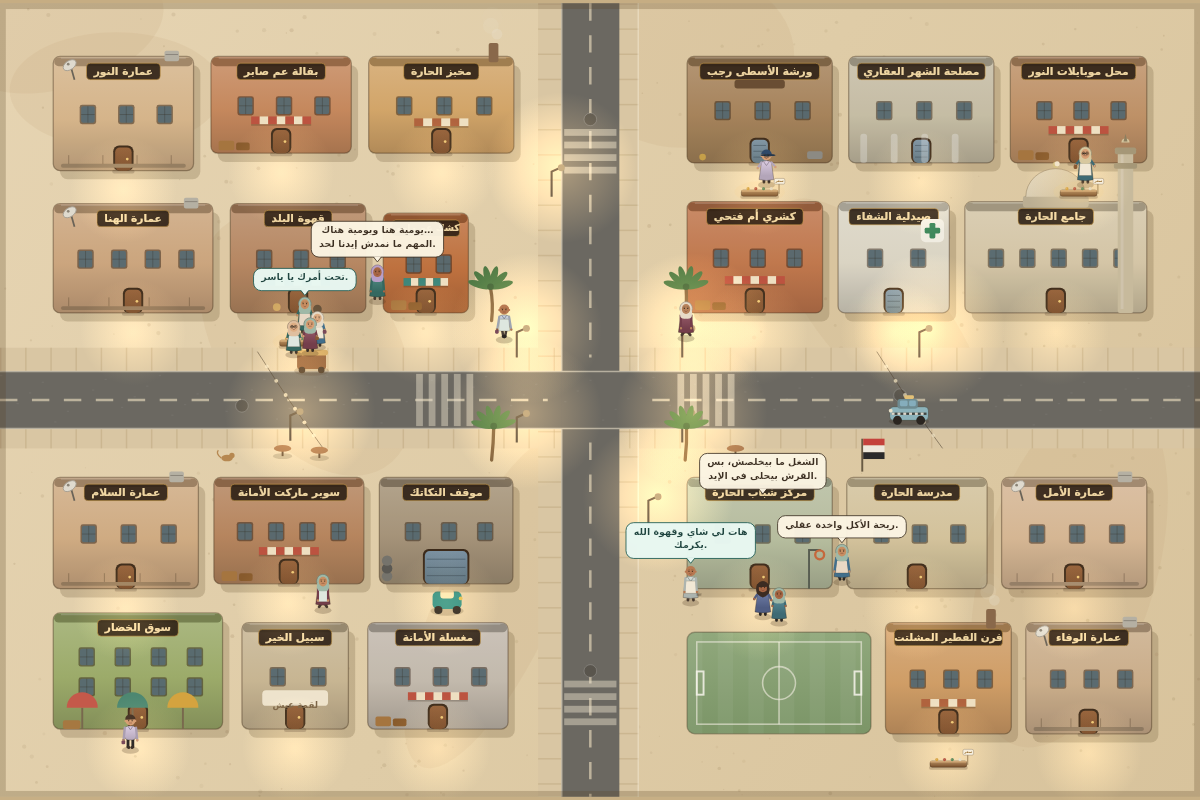 عمارة النور
بقالة عم صابر
مخبز الحارة
ورشة الأسطى رجب
مصلحة الشهر العقاري
محل موبايلات النور
عمارة الهنا
قهوة البلد
يومية هنا ويومية هناك...
المهم ما نمدش إيدنا لحد.
تحت أمرك يا ياسر.
كشري أم فتحي
صيدلية الشفاء
جامع الحارة
عمارة السلام
سوبر ماركت الأمانة
موقف التكاتك
الشغل ما بيخلصش، بس
القرش بيحلى في الإيد.
مركز شباب الحارة
مدرسة الحارة
عمارة الأمل
ريحة الأكل واخدة عقلي.
هات لي شاي وقهوة الله
يكرمك.
سوق الخضار
سبيل الخير
مغسلة الأمانة
فرن الفطير المشلتت
عمارة الوفاء
لقمة عيش